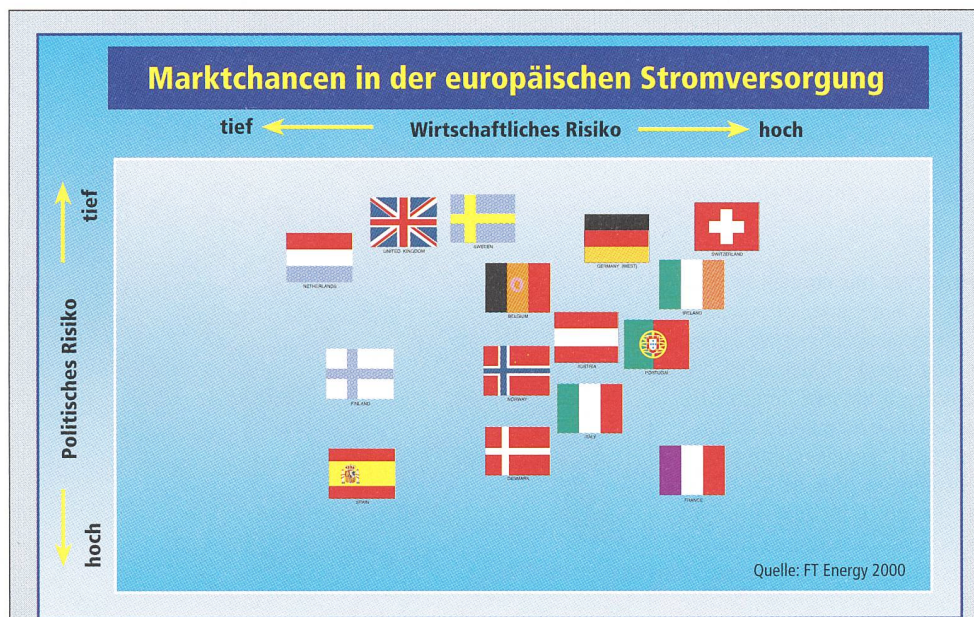 Marktchancen in der europäischen Stromversorgung
tief Wirtschaftliches Risiko hoch
tief
Politisches Risiko
hoch
UNITED KINGDOM
SWEDEN
NETHERLANDS
GERMANY (WEST)
SWITZERLAND
BELGIUM
IRELAND
AUSTRIA
PORTUGAL
FINLAND
NORWAY
ITALY
DENMARK
SPAIN
FRANCE
Quelle: FT Energy 2000